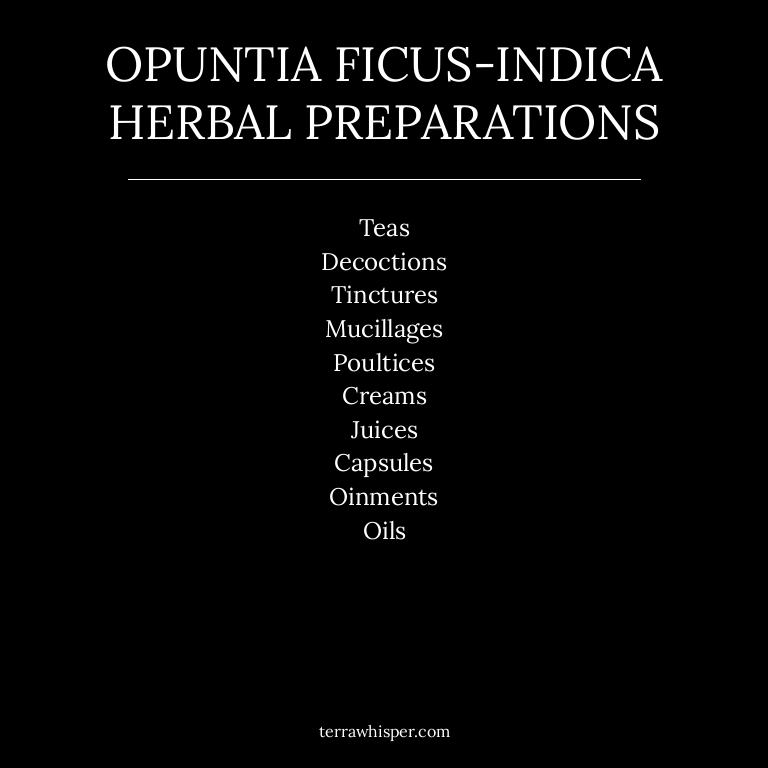 OPUNTIA FICUS-INDICA
HERBAL PREPARATIONS
Teas
Decoctions
Tinctures
Mucillages
Poultices
Creams
Juices
Capsules
Oinments
Oils
terrawhisper.com